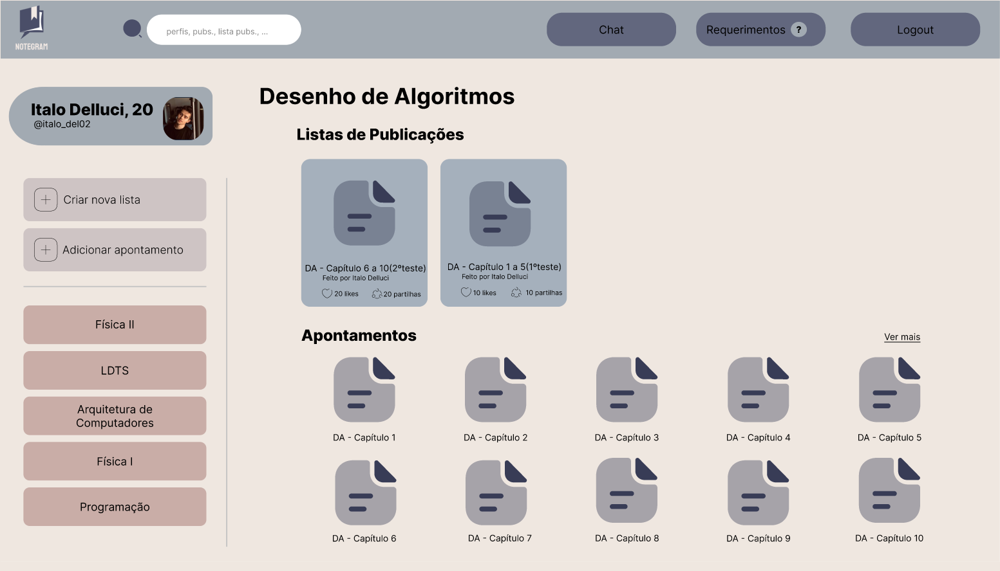 NOTEGRAM
perfis, pubs., lista pubs., ...
Chat
Requerimentos ?
Logout
Italo Delluci, 20
@italo_del02
Criar nova lista
Adicionar apontamento
Física II
LDTS
Arquitetura de
Computadores
Física I
Programação
Desenho de Algoritmos
Listas de Publicações
DA - Capítulo 6 a 10(2ºteste)
Feito por Italo Delluci
20 likes
20 partilhas
DA - Capítulo 1 a 5(1ºteste)
Feito por Italo Delluci
10 likes
10 partilhas
Apontamentos
Ver mais
DA - Capítulo 1
DA - Capítulo 2
DA - Capítulo 3
DA - Capítulo 4
DA - Capítulo 5
DA - Capítulo 6
DA - Capítulo 7
DA - Capítulo 8
DA - Capítulo 9
DA - Capítulo 10